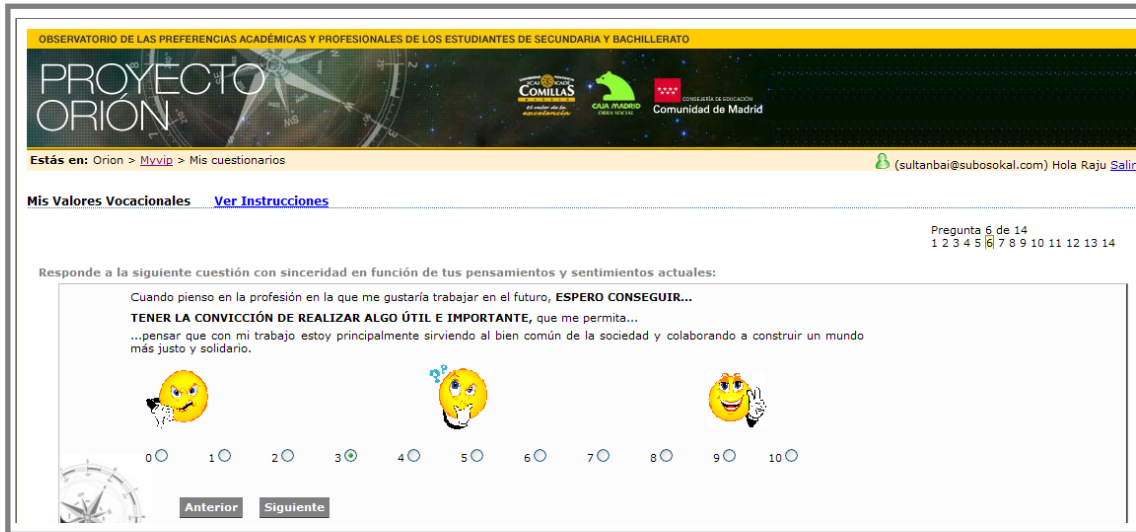 OBSERVATORIO DE LAS PREFERENCIAS ACADÉMICAS Y PROFESIONALES DE LOS ESTUDIANTES DE SECUNDARIA Y BACHILLERATO
PROYECTO
ORIÓN
COMILLAS
El valor de la
excelencia
CAJA MADRID
OBRA SOCIAL
CONSEJERÍA DE EDUCACIÓN
Comunidad de Madrid
Estás en: Orion > Myvip > Mis cuestionarios
(sultanbai@subosokal.com) Hola Raju Salir
Mis Valores Vocacionales Ver Instrucciones
Pregunta 6 de 14
1 2 3 4 5 6 7 8 9 10 11 12 13 14
Responde a la siguiente cuestión con sinceridad en función de tus pensamientos y sentimientos actuales:
Cuando pienso en la profesión en la que me gustaría trabajar en el futuro, ESPERO CONSEGUIR...
TENER LA CONVICCIÓN DE REALIZAR ALGO ÚTIL E IMPORTANTE, que me permita...
...pensar que con mi trabajo estoy principalmente sirviendo al bien común de la sociedad y colaborando a construir un mundo
más justo y solidario.
0 1 2 3 4 5 6 7 8 9 10
Anterior Siguiente